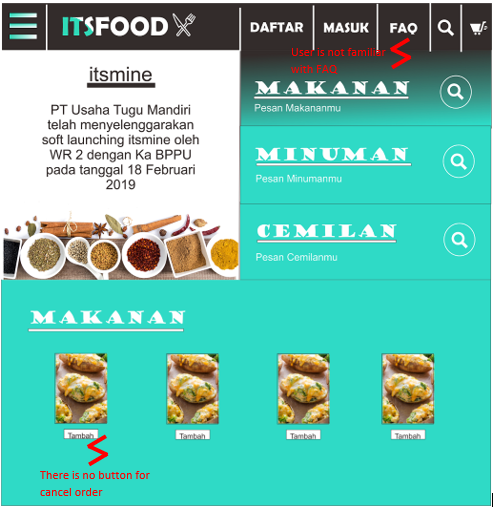 ITSFOOD DAFTAR MASUK FAQ
User is not familiar
with FAQ
itsmine
PT Usaha Tugu Mandiri
telah menyelenggarakan
soft launching itsmine oleh
WR 2 dengan Ka BPPU
pada tanggal 18 Februari
2019
MAKANAN
Pesan Makananmu
MINUMAN
Pesan Minumanmu
CEMILAN
Pesan Cemilanmu
MAKANAN
Tambah Tambah Tambah Tambah
There is no button for
cancel order